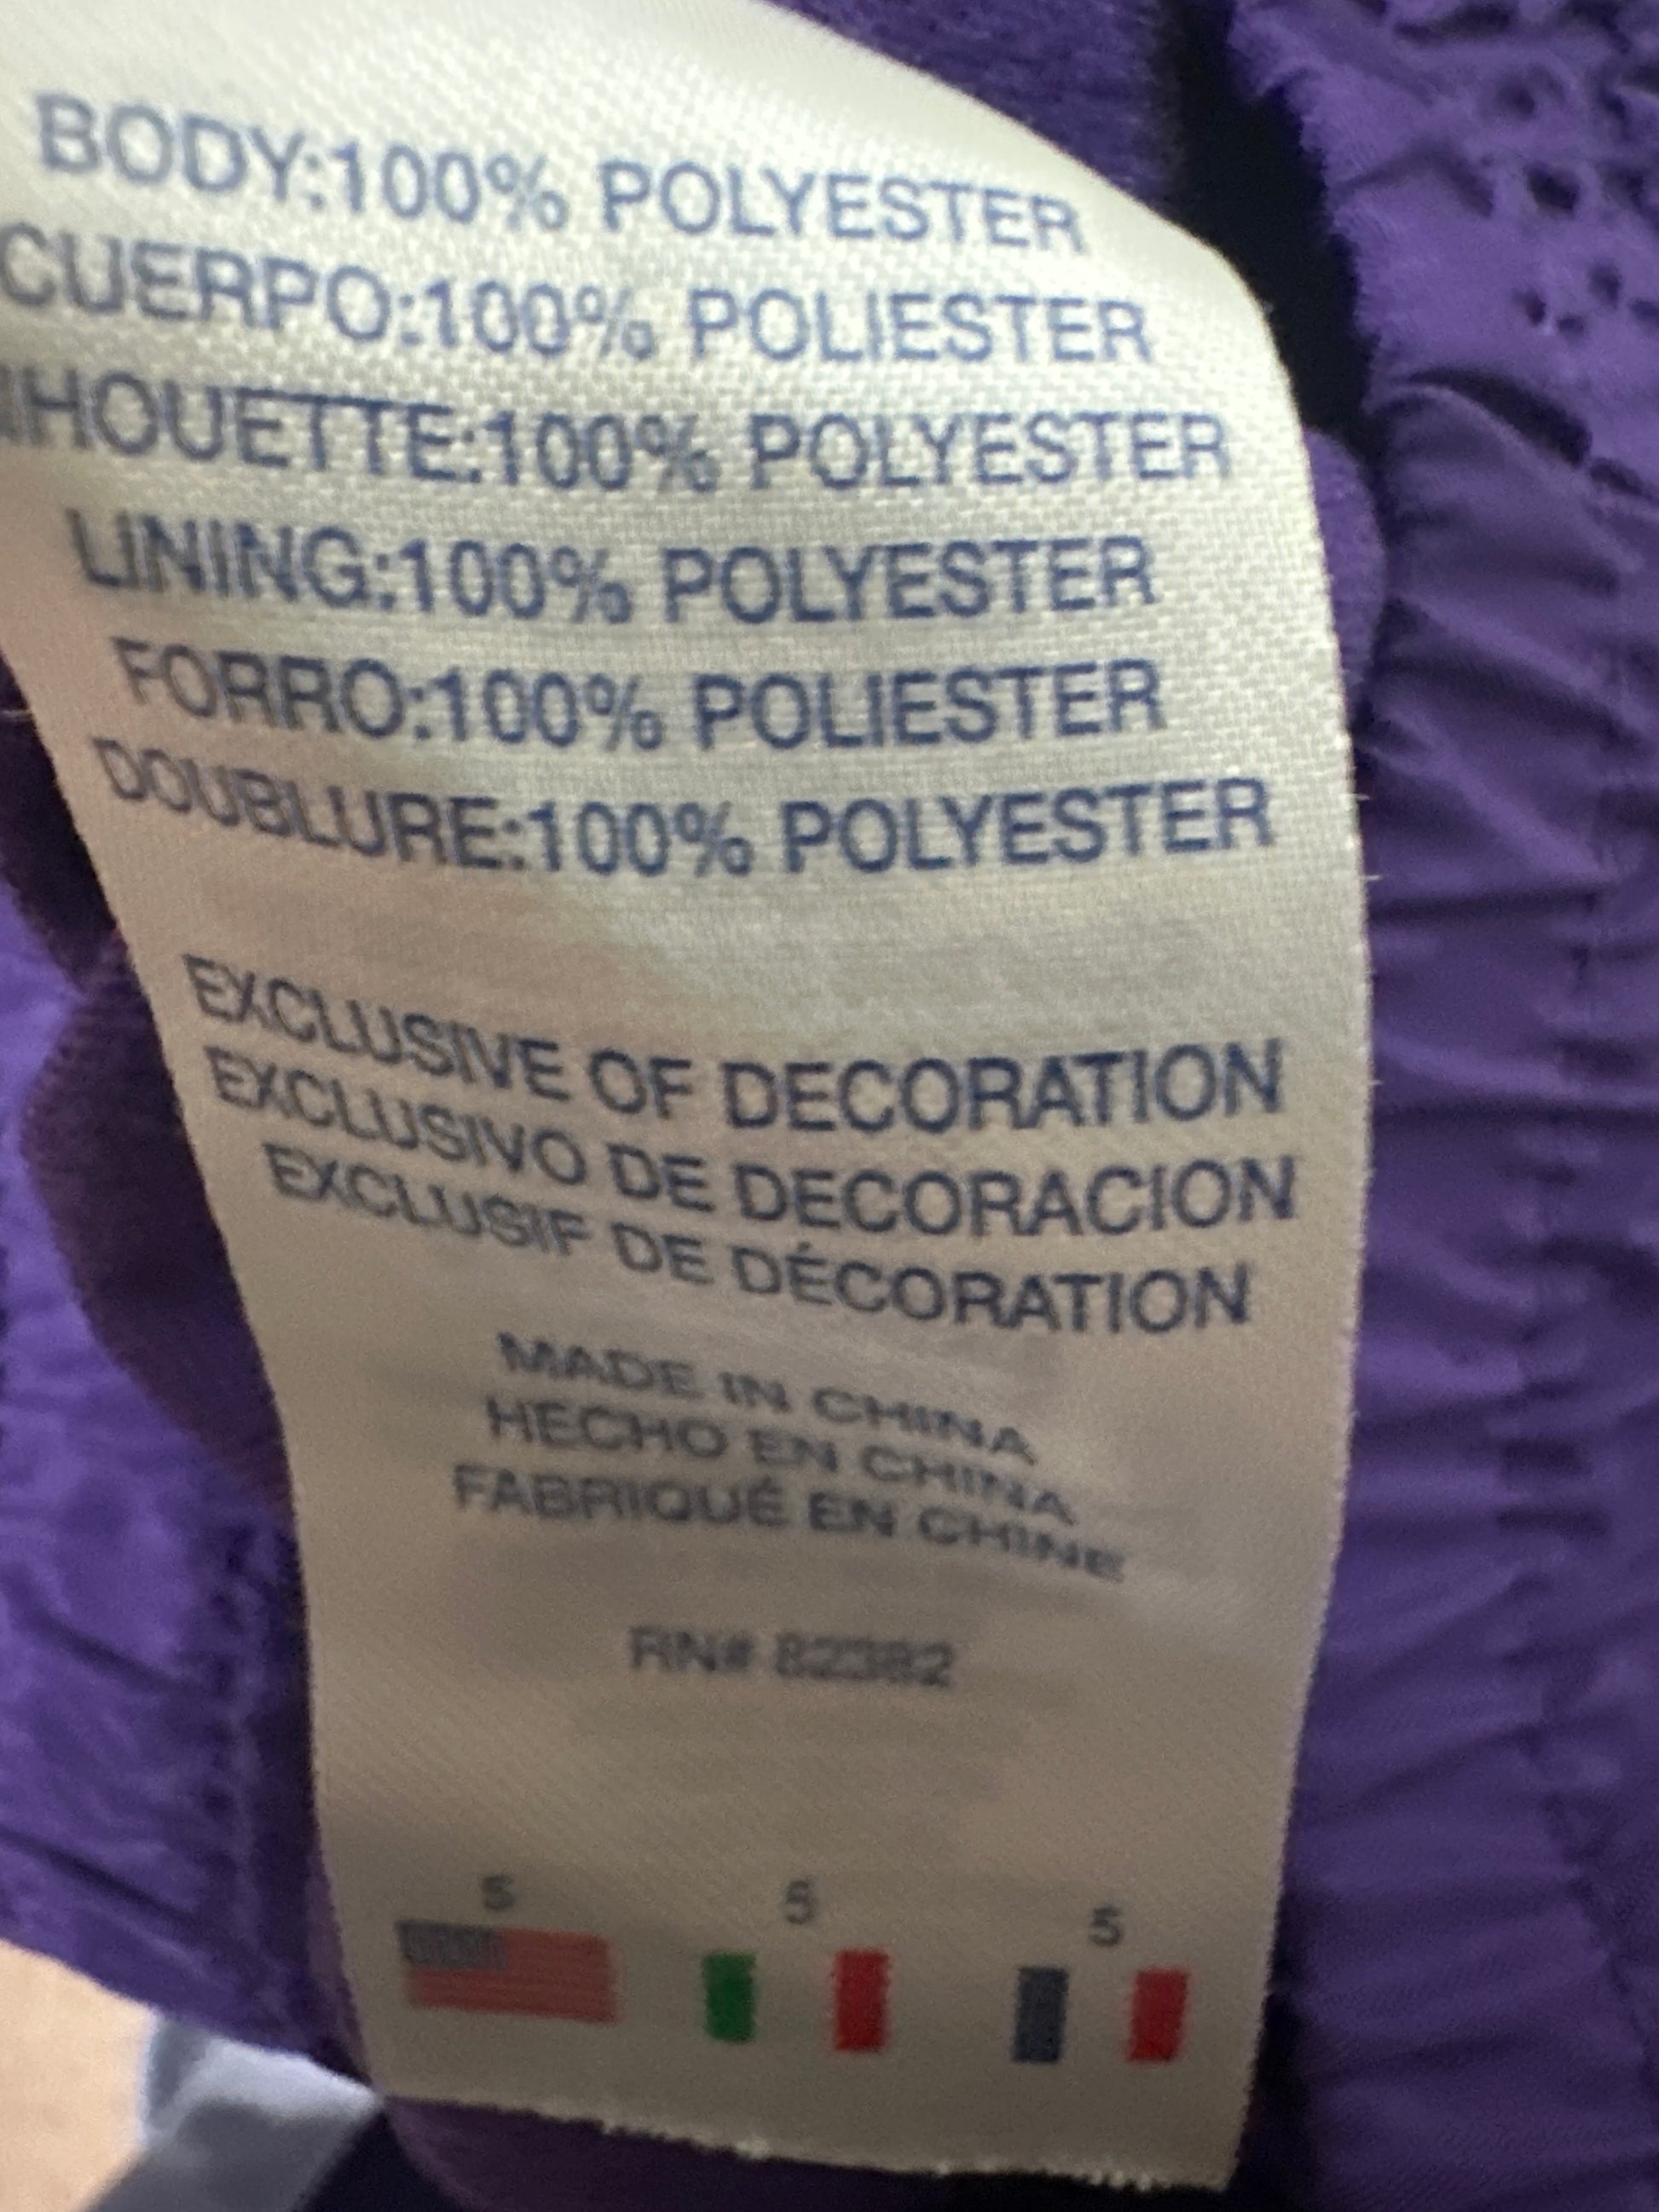 BODY:100% POLYESTER
CUERPO:100% POLIESTER
100% POLYESTER
LINING:100% POLYESTER
FORRO:100% POLIESTER
DOUBLURE:100% POLYESTER
EXCLUSIVE OF DECORATION
EXCLUSIVO DE DECORACION
EXCLUSIF DE DÉCORATION
MADE IN CHINA
HECHO EN CHINA
FABRIQUÉ EN CHINE
RN# 82382
5 5 5